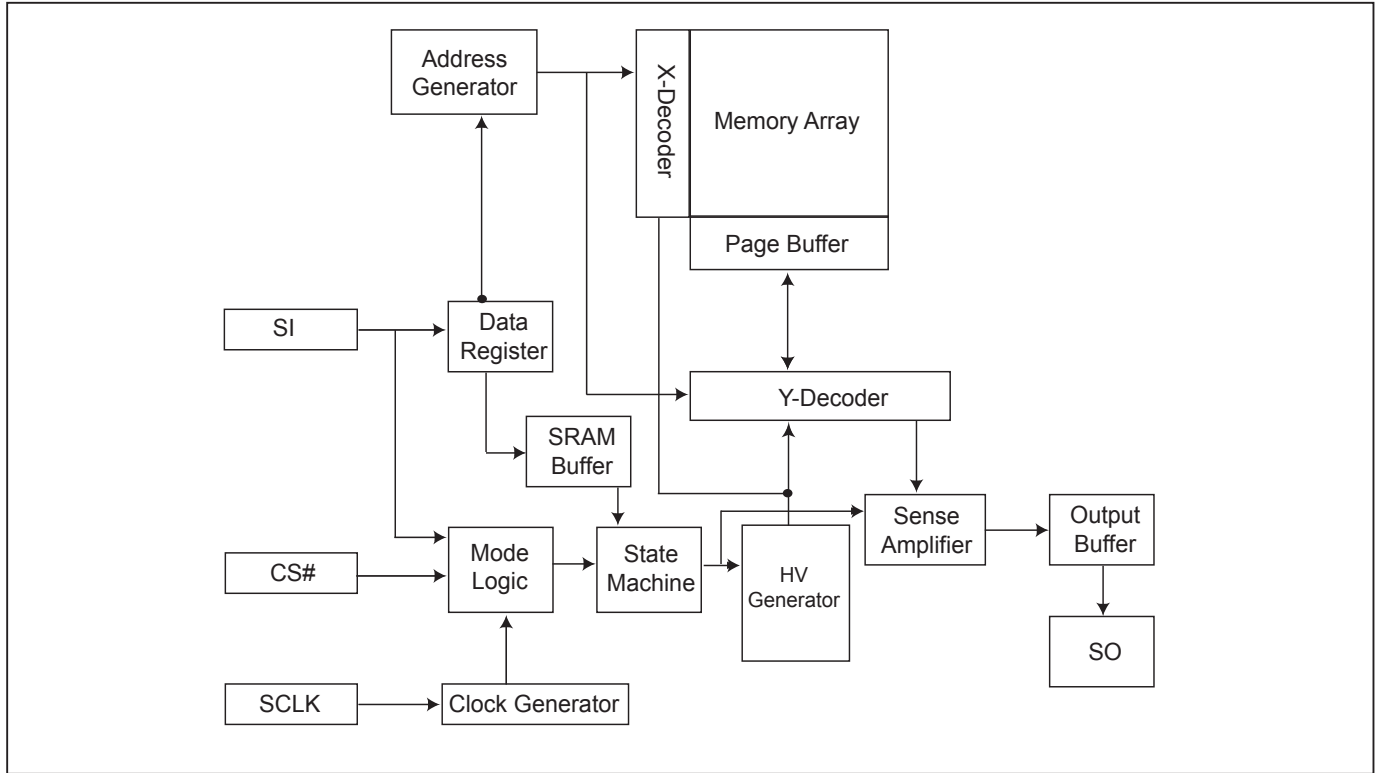 Address
Generator
X-Decoder
Memory Array
Page Buffer
SI
Data
Register
Y-Decoder
SRAM
Buffer
Sense
Amplifier
Output
Buffer
CS#
Mode
Logic
State
Machine
HV
Generator
SO
SCLK
Clock Generator